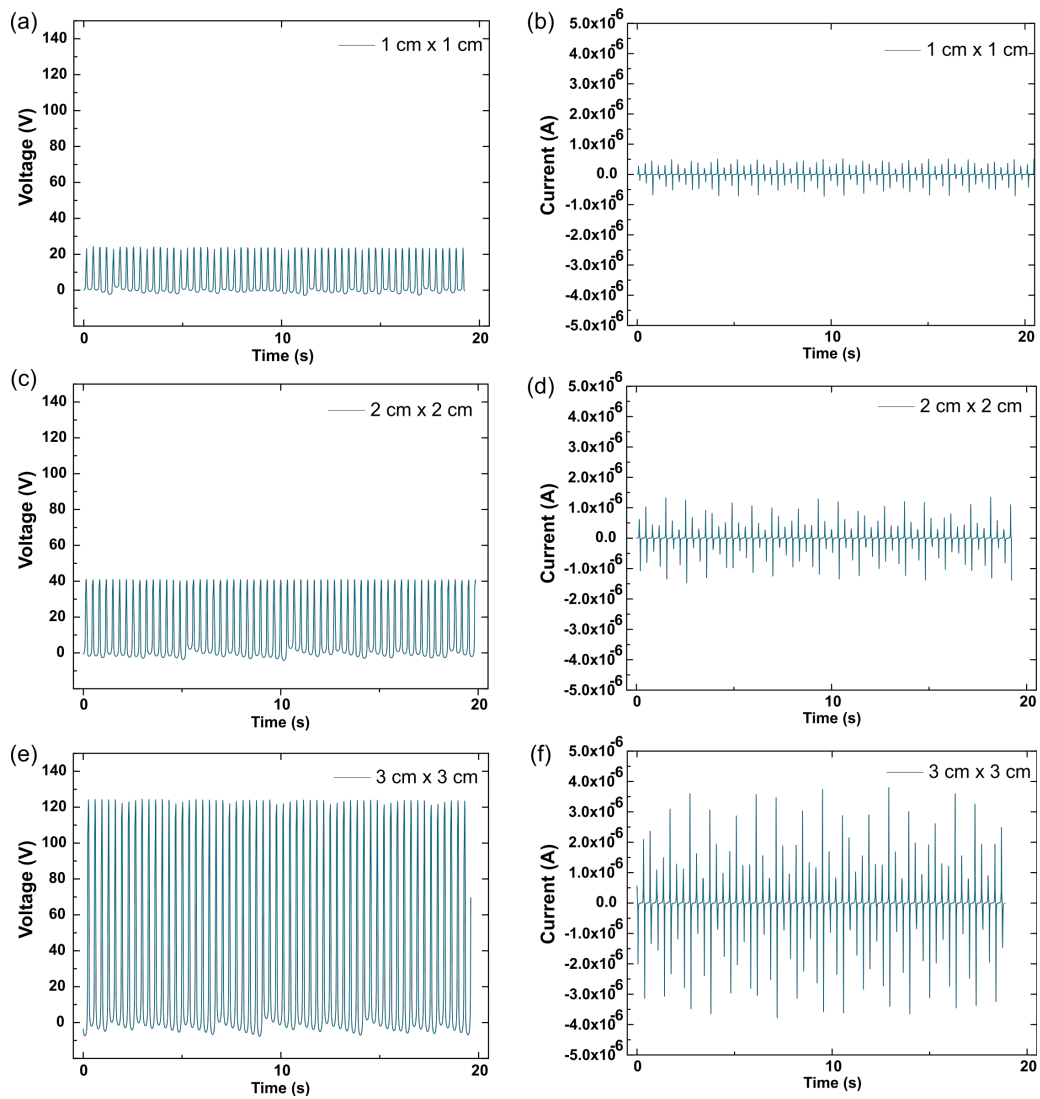 (a)
1 cm x 1 cm
Voltage (V)
140
120
100
80
60
40
20
0
0 10 20
Time (s)
(b)
1 cm x 1 cm
Current (A)
5.0x10⁻⁶
4.0x10⁻⁶
3.0x10⁻⁶
2.0x10⁻⁶
1.0x10⁻⁶
0.0
-1.0x10⁻⁶
-2.0x10⁻⁶
-3.0x10⁻⁶
-4.0x10⁻⁶
-5.0x10⁻⁶
0 10 20
Time (s)
(c)
2 cm x 2 cm
Voltage (V)
140
120
100
80
60
40
20
0
0 10 20
Time (s)
(d)
2 cm x 2 cm
Current (A)
5.0x10⁻⁶
4.0x10⁻⁶
3.0x10⁻⁶
2.0x10⁻⁶
1.0x10⁻⁶
0.0
-1.0x10⁻⁶
-2.0x10⁻⁶
-3.0x10⁻⁶
-4.0x10⁻⁶
-5.0x10⁻⁶
0 10 20
Time (s)
(e)
3 cm x 3 cm
Voltage (V)
140
120
100
80
60
40
20
0
0 10 20
Time (s)
(f)
3 cm x 3 cm
Current (A)
5.0x10⁻⁶
4.0x10⁻⁶
3.0x10⁻⁶
2.0x10⁻⁶
1.0x10⁻⁶
0.0
-1.0x10⁻⁶
-2.0x10⁻⁶
-3.0x10⁻⁶
-4.0x10⁻⁶
-5.0x10⁻⁶
0 10 20
Time (s)